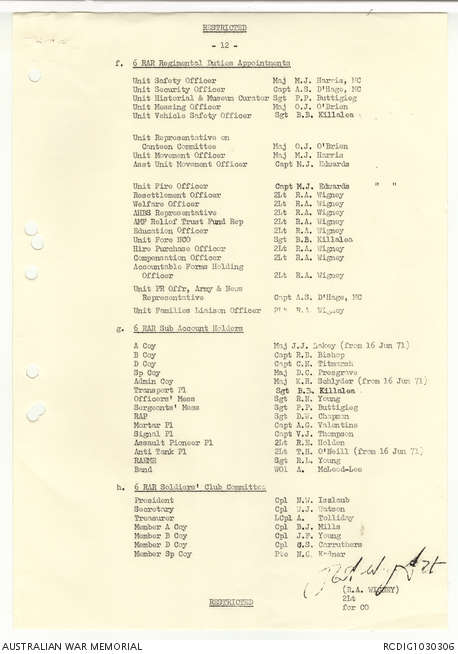 RESTRICTED
- 12 -
f. 6 RAR Regimental Duties Appointments
Unit Safety Officer Maj M.J. Harris, MC
Unit Security Officer Capt A.S. D'Hage, MC
Unit Historial & Museum Curator Sgt P.P. Buttigieg
Unit Messing Officer Maj O.J. O'Brien
Unit Vehicle Safety Officer Sgt B.B. Killalea
Unit Representative on
Canteen Committee Maj O.J. O'Brien
Unit Movement Officer Maj M.J. Harris
Asst Unit Movement Officer Capt M.J. Edwards
Unit Fire Officer Capt M.J. Edwards " "
Resettlement Officer 2Lt R.A. Wigney
Welfare Officer 2Lt R.A. Wigney
AHBS Representative 2Lt R.A. Wigney
AMF Relief Trust Fund Rep 2Lt R.A. Wigney
Education Officer 2Lt R.A. Wigney
Unit Fore NCO Sgt B.B. Killalea
Hire Purchase Officer 2Lt R.A. Wigney
Compensation Officer 2Lt R.A. Wigney
Accountable Forms Holding
Officer 2Lt R.A. Wigney
Unit PR Offr, Army & News
Representative Capt A.S. D'Hage, MC
Unit Families Liaison Officer 2Lt R.A. Wigney
g. 6 RAR Sub Account Holders
A Coy Maj J.J. Lakey (from 16 Jun 71)
B Coy Capt R.B. Bishop
D Coy Capt C.N. Titmarsh
Sp Coy Maj D.C. Presgrave
Admin Coy Maj K.R. Schlyder (from 16 Jun 71)
Transport Pl Sgt B.B. Killalea
Officers' Mess Sgt R.N. Young
Sergeants' Mess Sgt P.P. Buttigieg
RAP Sgt D.W. Chapman
Mortar Pl Capt A.G. Valentine
Signal Pl Capt V.J. Thompson
Assault Pioneer Pl 2Lt R.E. Holden
Anti Tank Pl 2Lt T.S. O'Neill (from 16 Jun 71)
RAEME Sgt R.L. Young
Band WO1 A. McLeod-Lee
h. 6 RAR Soldiers' Club Committee
President Cpl N.W.
Secretary Cpl W.J. Watson
Treasurer LCpl A. Tolliday
Member A Coy Cpl B.J. Mills
Member B Coy Cpl J.F. Young
Member D Coy Cpl S.S. Carruthers
Member Sp Coy Pte N.C.
(R.A. WIGNEY)
2Lt
for CO
RESTRICTED
AUSTRALIAN WAR MEMORIAL RCDIG1030306